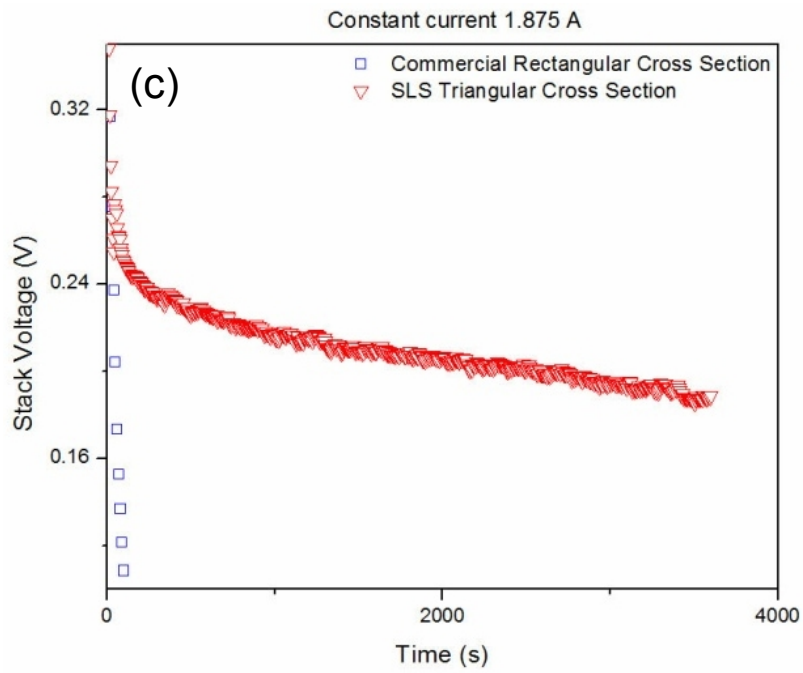 Constant current 1.875 A
(c)
Commercial Rectangular Cross Section
SLS Triangular Cross Section
0.32
0.24
0.16
Stack Voltage (V)
0
2000
4000
Time (s)